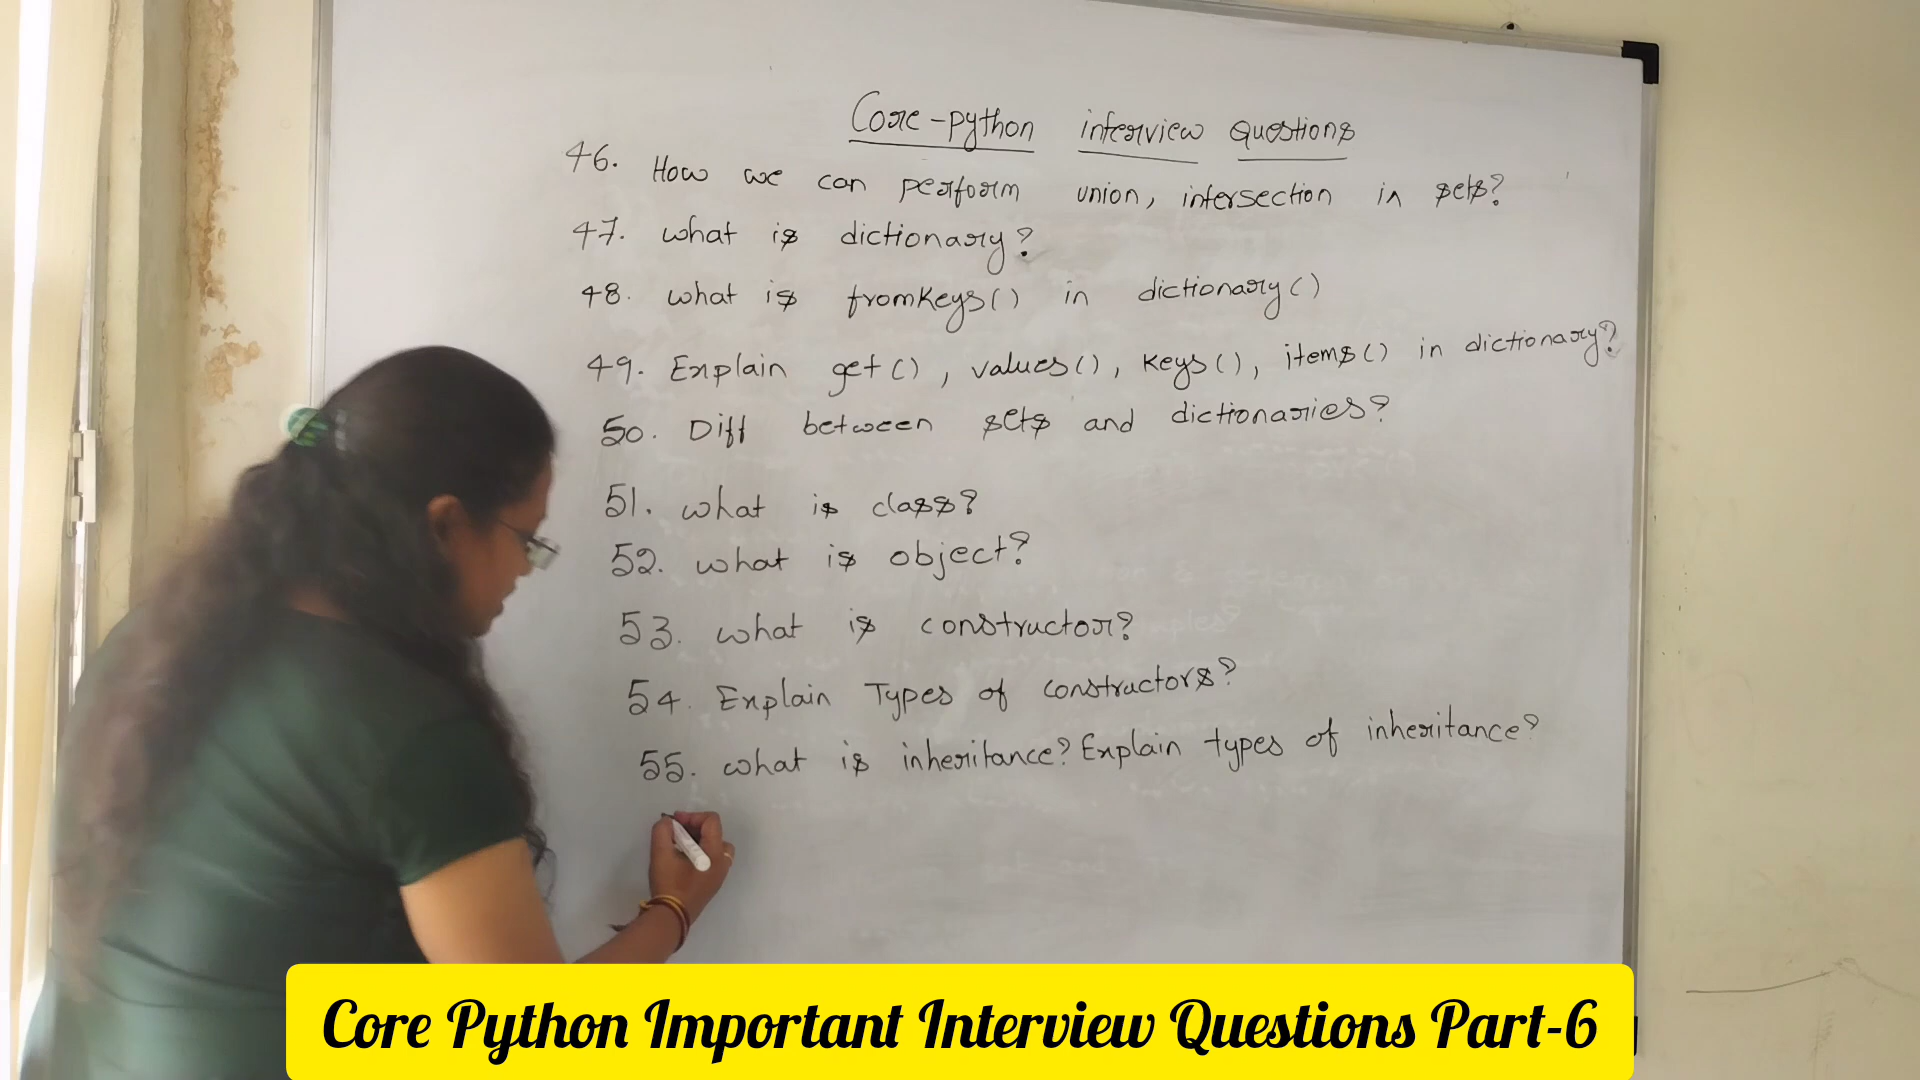 Core-python interview Questions
46. How we can perform union, intersection in sets?
47. what is dictionary?
48. what is fromkeys() in dictionary()
49. Explain get(), values(), keys(), items() in dictionary?
50. Diff between sets and dictionaries?
51. what is class?
52. what is object?
53. what is constructor?
54. Explain Types of constructors?
55. what is inheritance? Explain types of inheritance?
Core Python Important Interview Questions Part-6